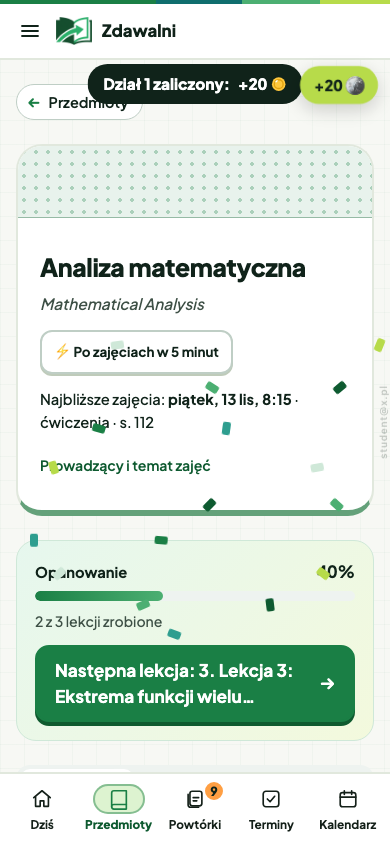 Zdawalni
Dział 1 zaliczony: +20
+20
Przedmioty
Analiza matematyczna
Mathematical Analysis
Po zajęciach w 5 minut
Najbliższe zajęcia: piątek, 13 lis, 8:15 ·
ćwiczenia · s. 112
Prowadzący i temat zajęć
student@x.pl
Opanowanie
40%
2 z 3 lekcji zrobione
Następna lekcja: 3. Lekcja 3:
Ekstrema funkcji wielu...
9
Dziś
Przedmioty
Powtórki
Terminy
Kalendarz